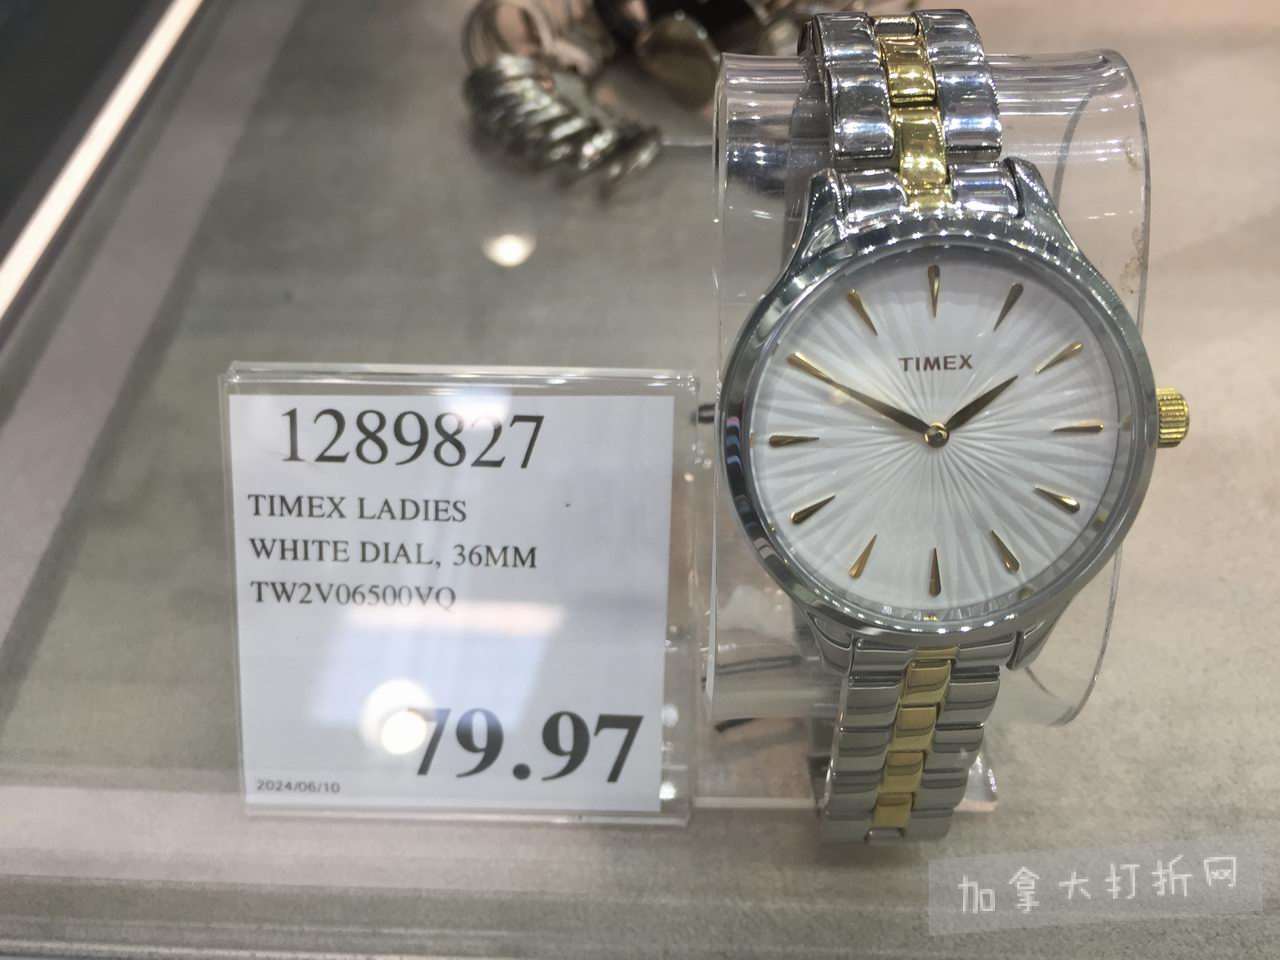 TIMEX
1289827
TIMEX LADIES
WHITE DIAL, 36MM
TW2V06500VQ
79.97
2024/06/10
加拿大打折网